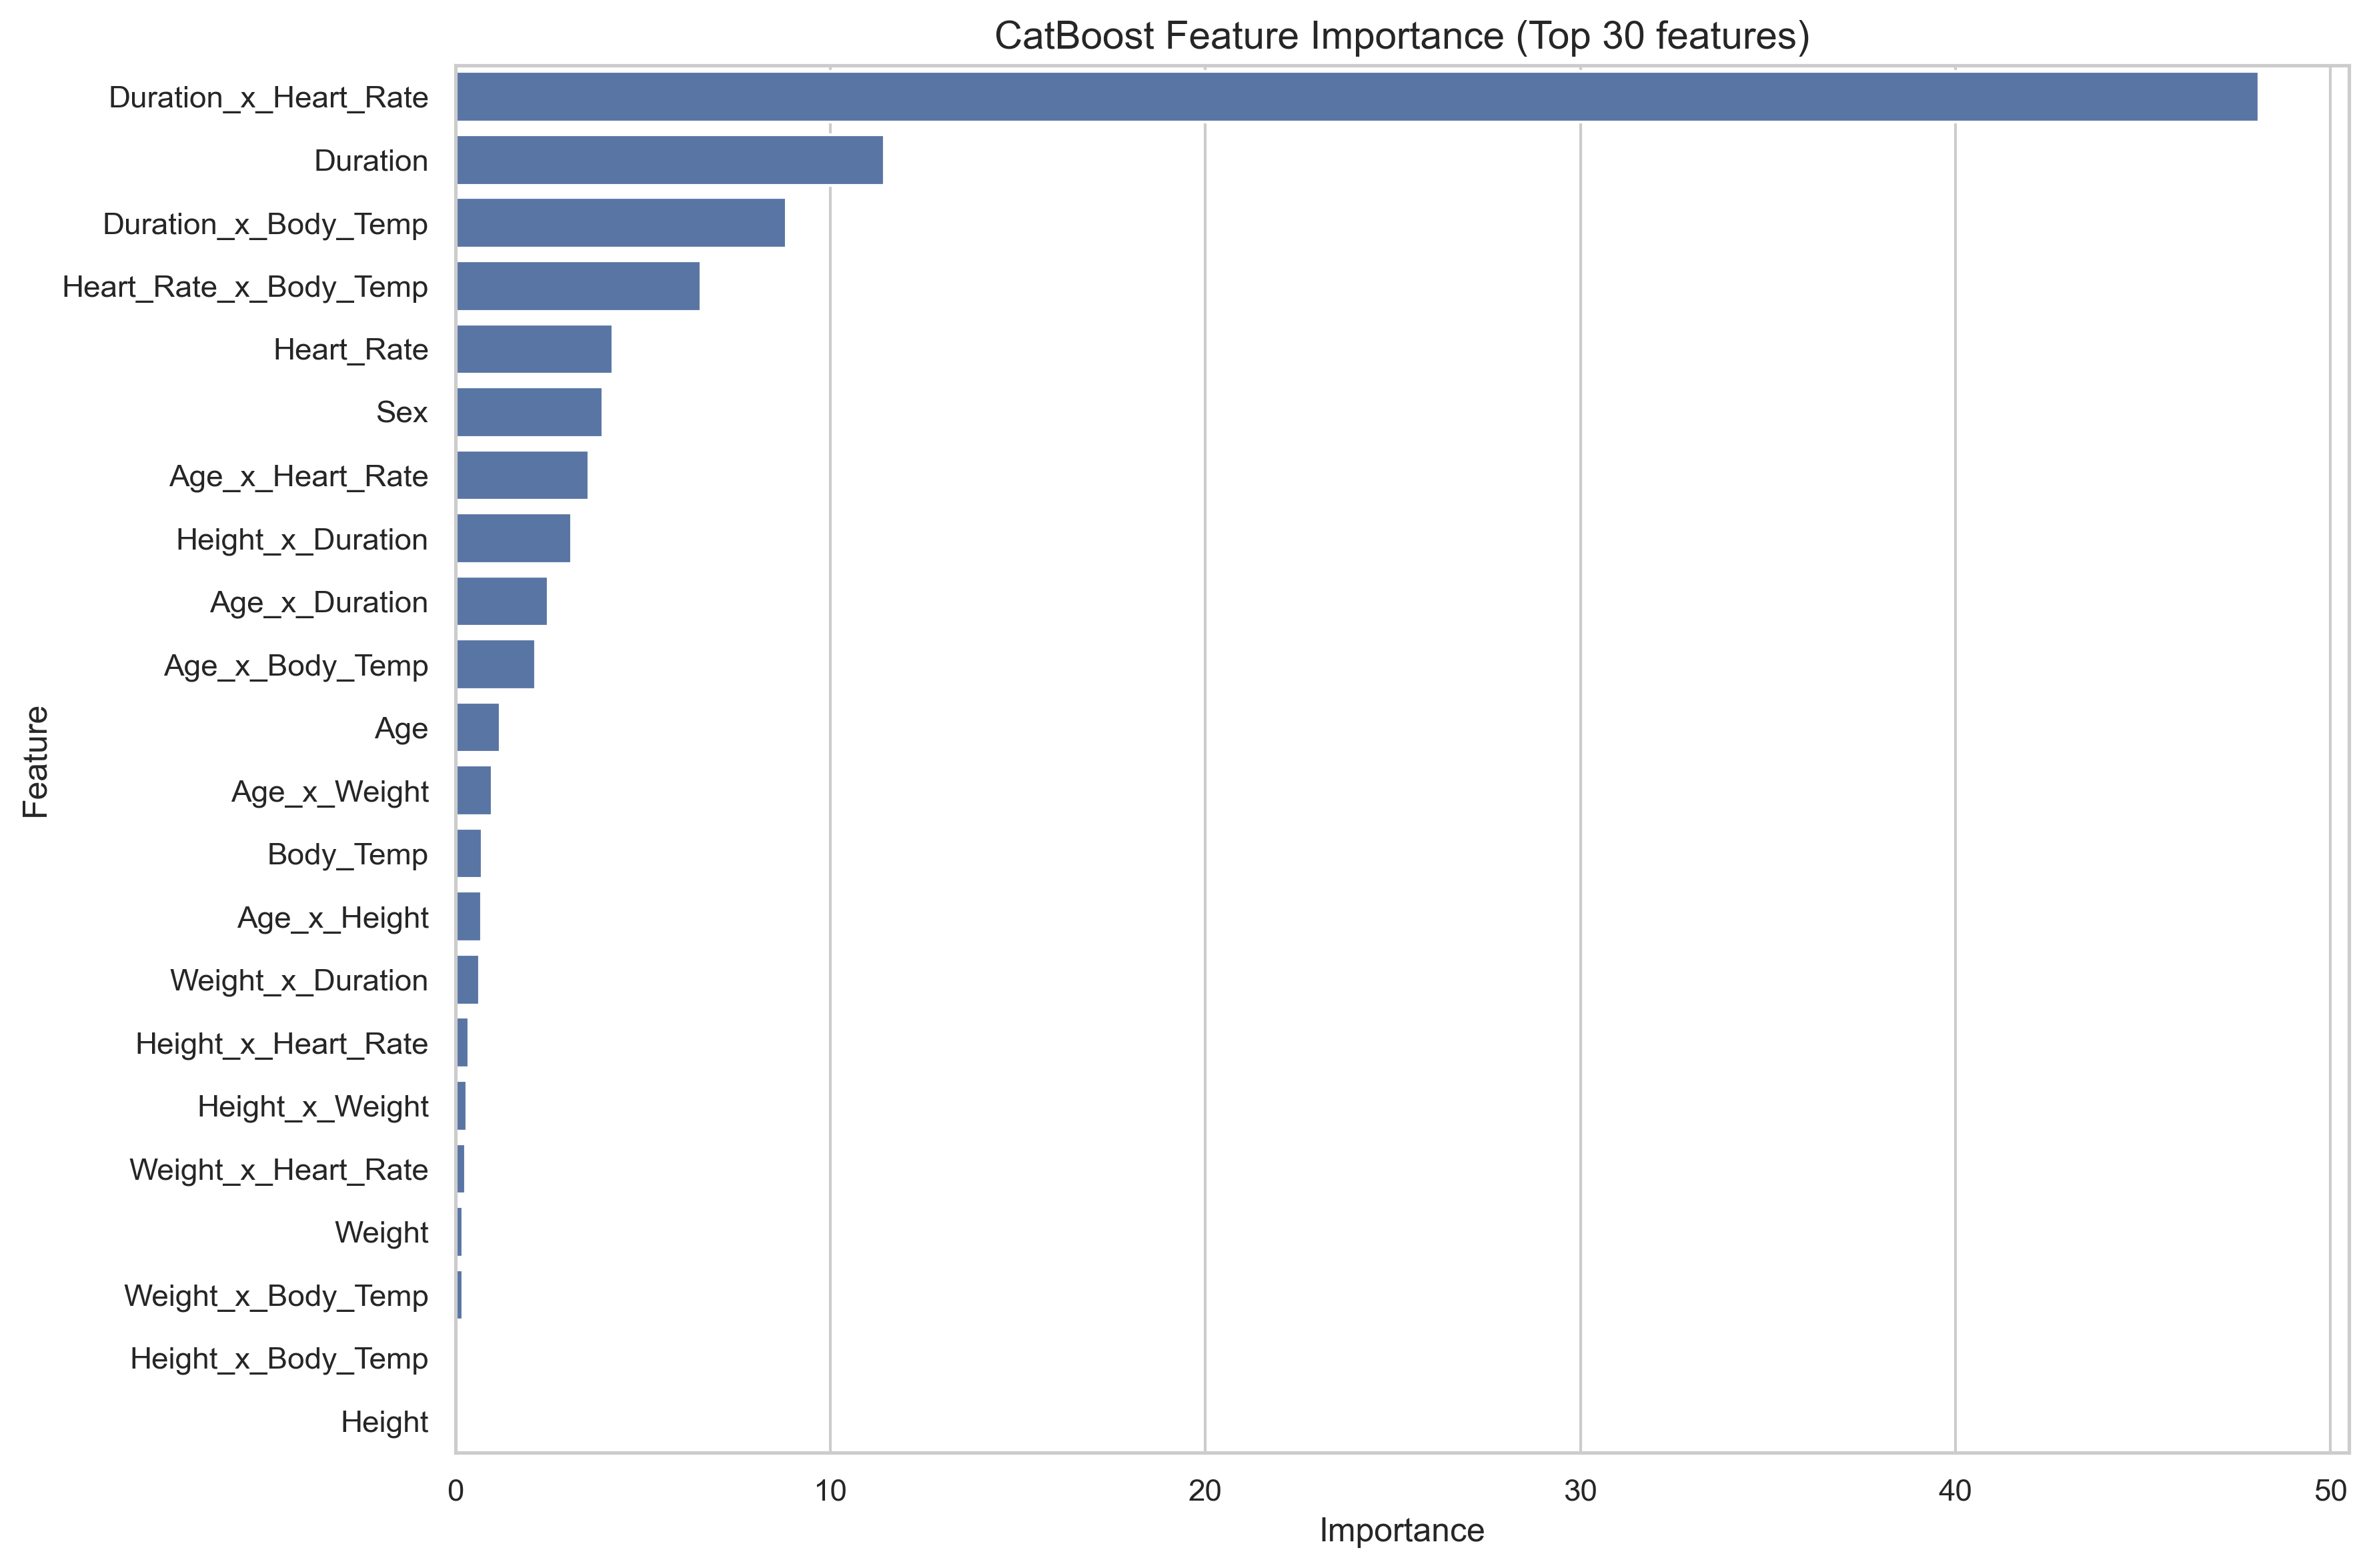 CatBoost Feature Importance (Top 30 features)
Duration_x_Heart_Rate
Duration
Duration_x_Body_Temp
Heart_Rate_x_Body_Temp
Heart_Rate
Sex
Age_x_Heart_Rate
Height_x_Duration
Age_x_Duration
Age_x_Body_Temp
Age
Age_x_Weight
Body_Temp
Age_x_Height
Weight_x_Duration
Height_x_Heart_Rate
Height_x_Weight
Weight_x_Heart_Rate
Weight
Weight_x_Body_Temp
Height_x_Body_Temp
Height
Feature
0 10 20 30 40 50
Importance